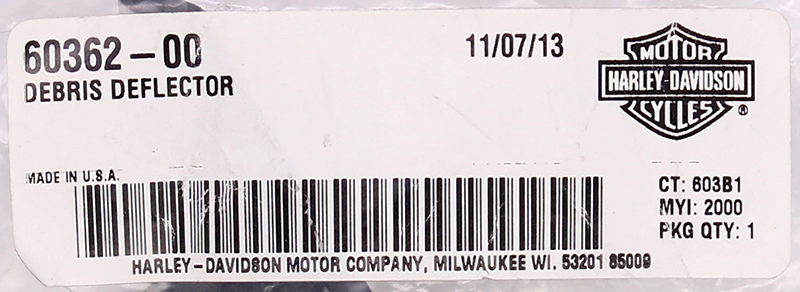 60362-00 11/07/13
DEBRIS DEFLECTOR
MOTOR
HARLEY-DAVIDSON
CYCLES
®
MADE IN U.S.A.
CT: 603B1
MYI: 2000
PKG QTY: 1
HARLEY-DAVIDSON MOTOR COMPANY, MILWAUKEE WI. 53201 85009